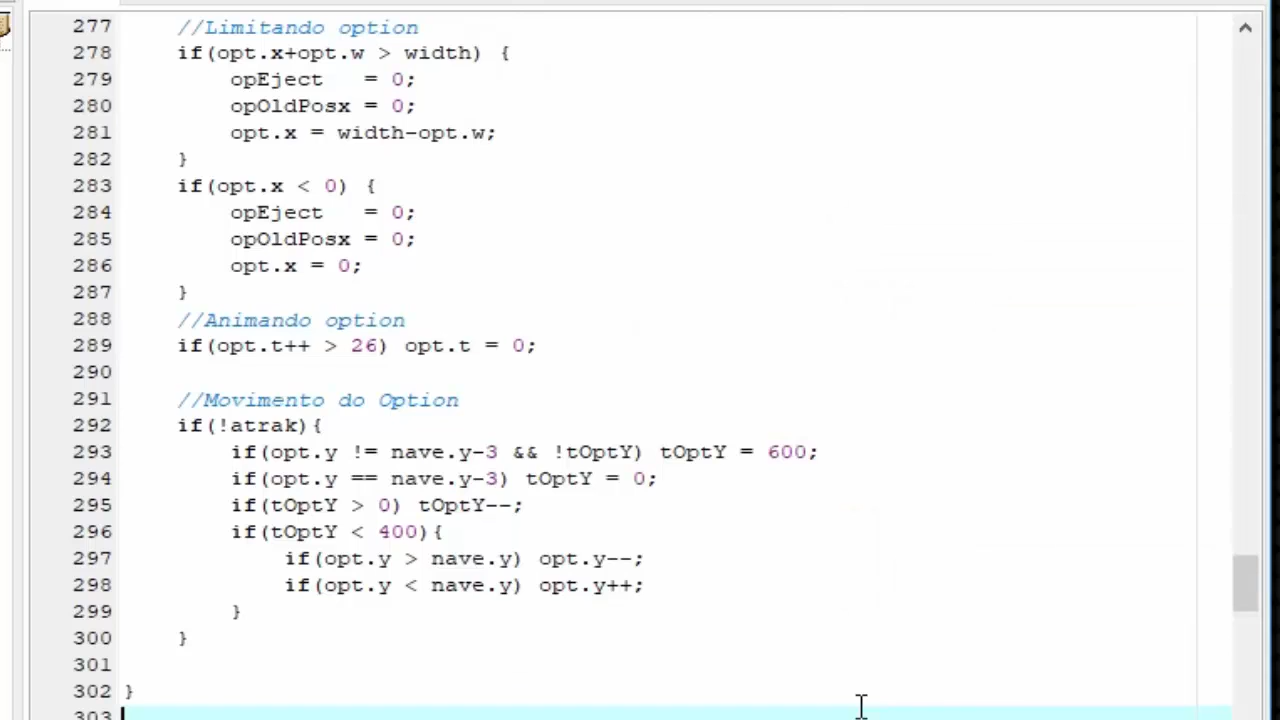 277 //Limitando option
278 if(opt.x+opt.w > width) {
279 opEject   = 0;
280 opOldPosx = 0;
281 opt.x = width-opt.w;
282 }
283 if(opt.x < 0) {
284 opEject   = 0;
285 opOldPosx = 0;
286 opt.x = 0;
287 }
288 //Animando option
289 if(opt.t++ > 26) opt.t = 0;
290
291 //Movimento do Option
292 if(!atrak){
293 if(opt.y != nave.y-3 && !tOptY) tOptY = 600;
294 if(opt.y == nave.y-3) tOptY = 0;
295 if(tOptY > 0) tOptY--;
296 if(tOptY < 400){
297 if(opt.y > nave.y) opt.y--;
298 if(opt.y < nave.y) opt.y++;
299 }
300 }
301
302 }
303